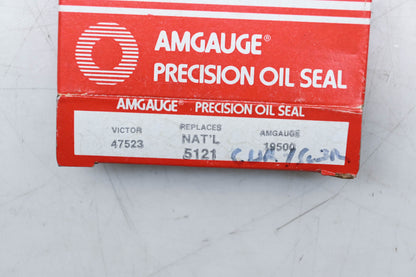 AMGAUGE®
PRECISION OIL SEAL
AMGAUGE PRECISION OIL SEAL
VICTOR REPLACES AMGAUGE
47523 NAT'L 19500
5121